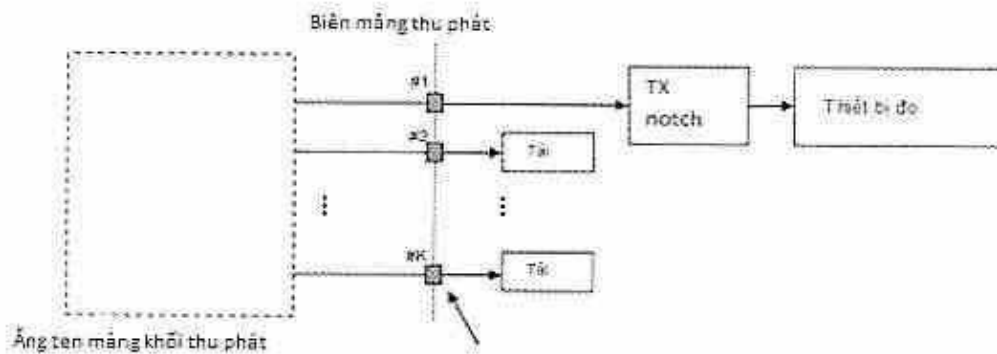 Biên mảng thu phát
#1
TX
notch
Thiết bị đo
#2
Tải
#K
Tải
Ăng ten mảng khối thu phát